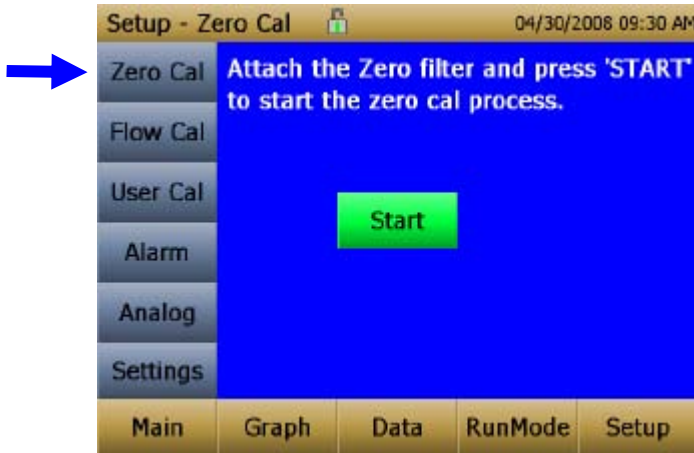 Setup - Zero Cal 04/30/2008 09:30 AM
Zero Cal
Attach the Zero filter and press 'START'
to start the zero cal process.
Flow Cal
User Cal
Start
Alarm
Analog
Settings
Main Graph Data RunMode Setup